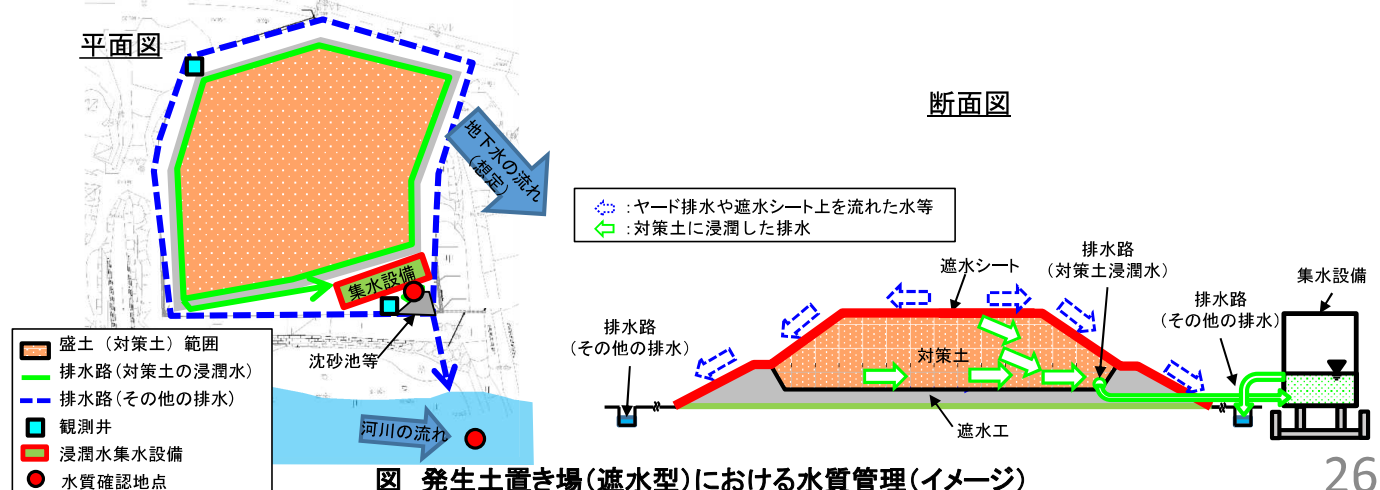 平面図
断面図
地下水の流れ
(想定)
:ヤード排水や遮水シート上を流れた水等
:対策土に浸潤した排水
集水設備
沈砂池等
河川の流れ
盛土（対策土）範囲
排水路(対策土の浸潤水)
排水路(その他の排水)
観測井
浸潤水集水設備
水質確認地点
遮水シート
排水路
(対策土浸潤水)
集水設備
排水路
(その他の排水)
排水路
(その他の排水)
対策土
遮水工
図　発生土置き場(遮水型)における水質管理(イメージ)
26